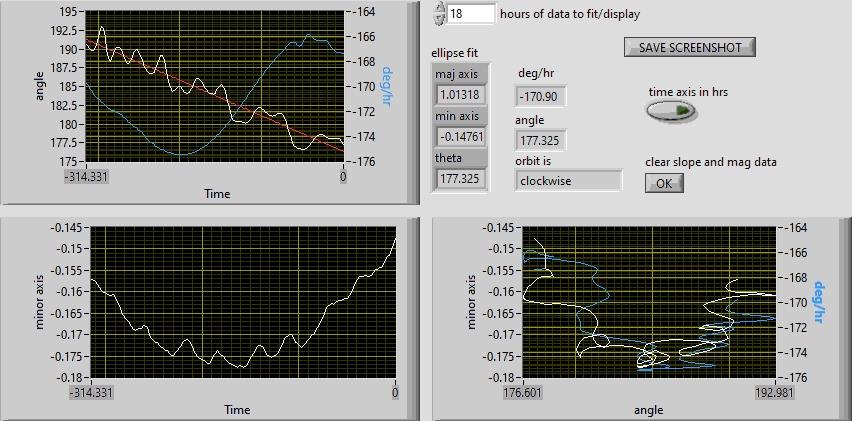 195
192.5
190
187.5
185
182.5
180
177.5
175
angle
-164
-166
-168
-170
-172
-174
-176
deg/hr
-314.331
0
Time
18
hours of data to fit/display
SAVE SCREENSHOT
ellipse fit
maj axis
1.01318
min axis
-0.14761
theta
177.325
deg/hr
-170.90
angle
177.325
orbit is
clockwise
time axis in hrs
clear slope and mag data
OK
-0.145
-0.15
-0.155
-0.16
-0.165
-0.17
-0.175
-0.18
minor axis
-314.331
0
Time
-0.145
-0.15
-0.155
-0.16
-0.165
-0.17
-0.175
-0.18
minor axis
-164
-166
-168
-170
-172
-174
-176
deg/hr
176.601
192.981
angle